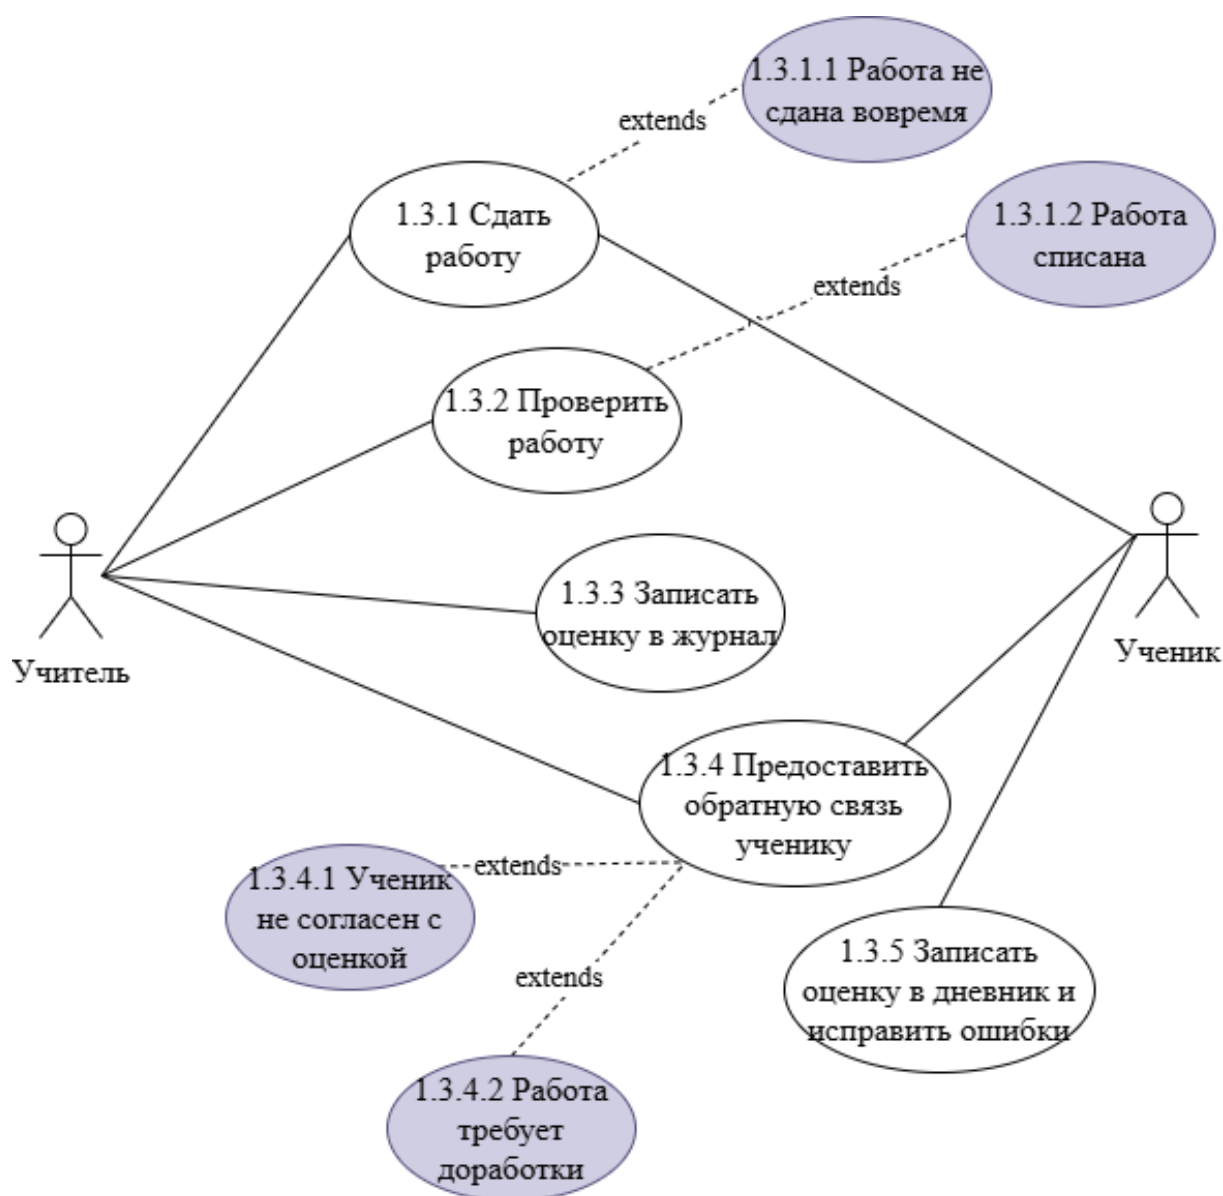 1.3.1.1 Работа не
сдана вовремя
extends
1.3.1 Сдать
работу
1.3.1.2 Работа
списана
extends
1.3.2 Проверить
работу
1.3.3 Записать
оценку в журнал
Учитель
Ученик
1.3.4 Предоставить
обратную связь
ученику
extends
1.3.4.1 Ученик
не согласен с
оценкой
extends
1.3.5 Записать
оценку в дневник и
исправить ошибки
1.3.4.2 Работа
требует
доработки